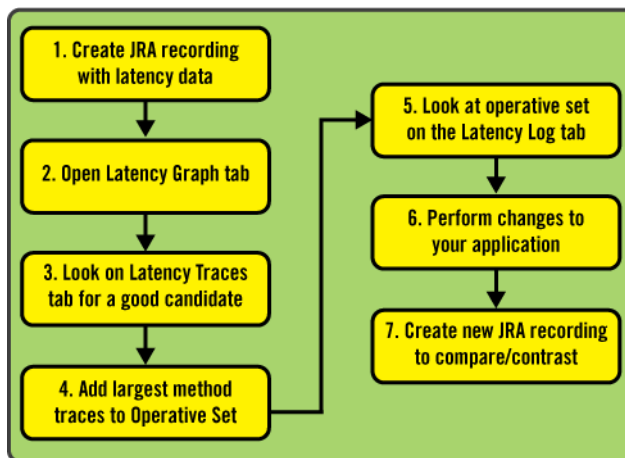 1. Create JRA recording
with latency data
2. Open Latency Graph tab
3. Look on Latency Traces
tab for a good candidate
4. Add largest method
traces to Operative Set
5. Look at operative set
on the Latency Log tab
6. Perform changes to
your application
7. Create new JRA recording
to compare/contrast